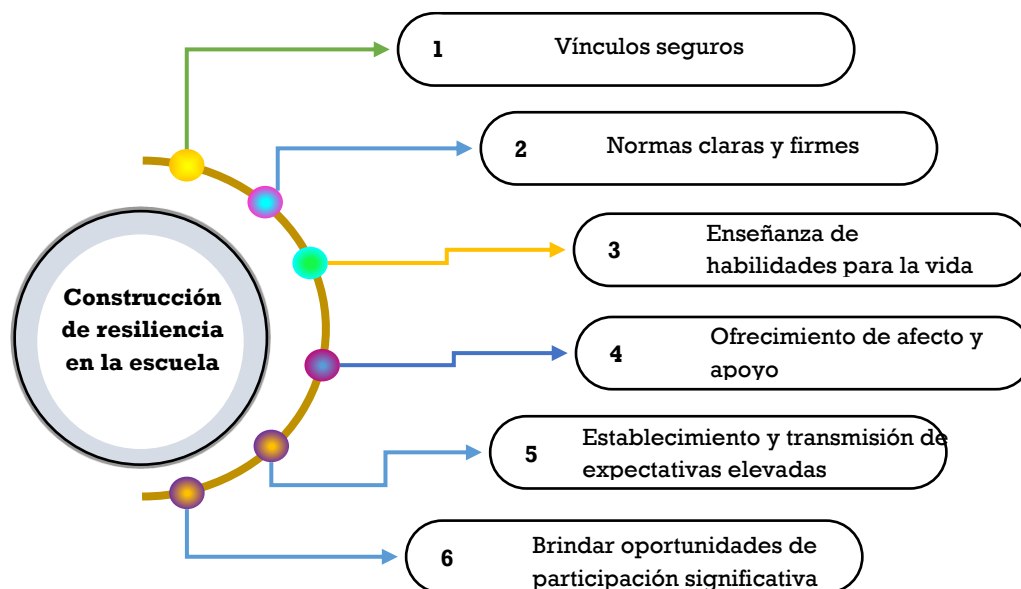 1 Vínculos seguros
2 Normas claras y firmes
3 Enseñanza de
habilidades para la vida
Construcción
de resiliencia
en la escuela
4 Ofrecimiento de afecto y
apoyo
5 Establecimiento y transmisión de
expectativas elevadas
6 Brindar oportunidades de
participación significativa